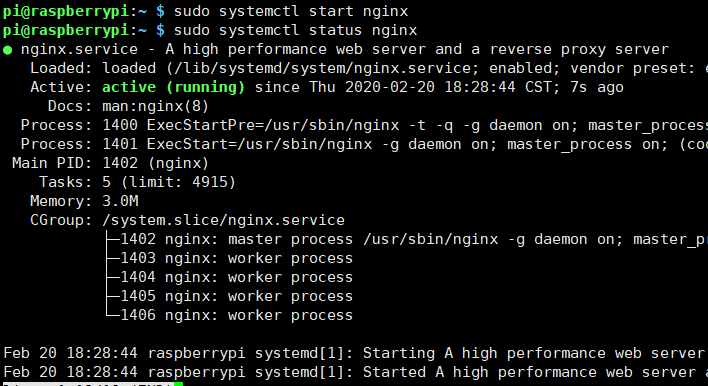 pi@raspberrypi:~ $ sudo systemctl start nginx
pi@raspberrypi:~ $ sudo systemctl status nginx
● nginx.service - A high performance web server and a reverse proxy server
   Loaded: loaded (/lib/systemd/system/nginx.service; enabled; vendor preset: e
   Active: active (running) since Thu 2020-02-20 18:28:44 CST; 7s ago
     Docs: man:nginx(8)
  Process: 1400 ExecStartPre=/usr/sbin/nginx -t -q -g daemon on; master_process
  Process: 1401 ExecStart=/usr/sbin/nginx -g daemon on; master_process on; (cod
 Main PID: 1402 (nginx)
    Tasks: 5 (limit: 4915)
   Memory: 3.0M
   CGroup: /system.slice/nginx.service
           ├─1402 nginx: master process /usr/sbin/nginx -g daemon on; master_pr
           ├─1403 nginx: worker process
           ├─1404 nginx: worker process
           ├─1405 nginx: worker process
           └─1406 nginx: worker process

Feb 20 18:28:44 raspberrypi systemd[1]: Starting A high performance web server
Feb 20 18:28:44 raspberrypi systemd[1]: Started A high performance web server a